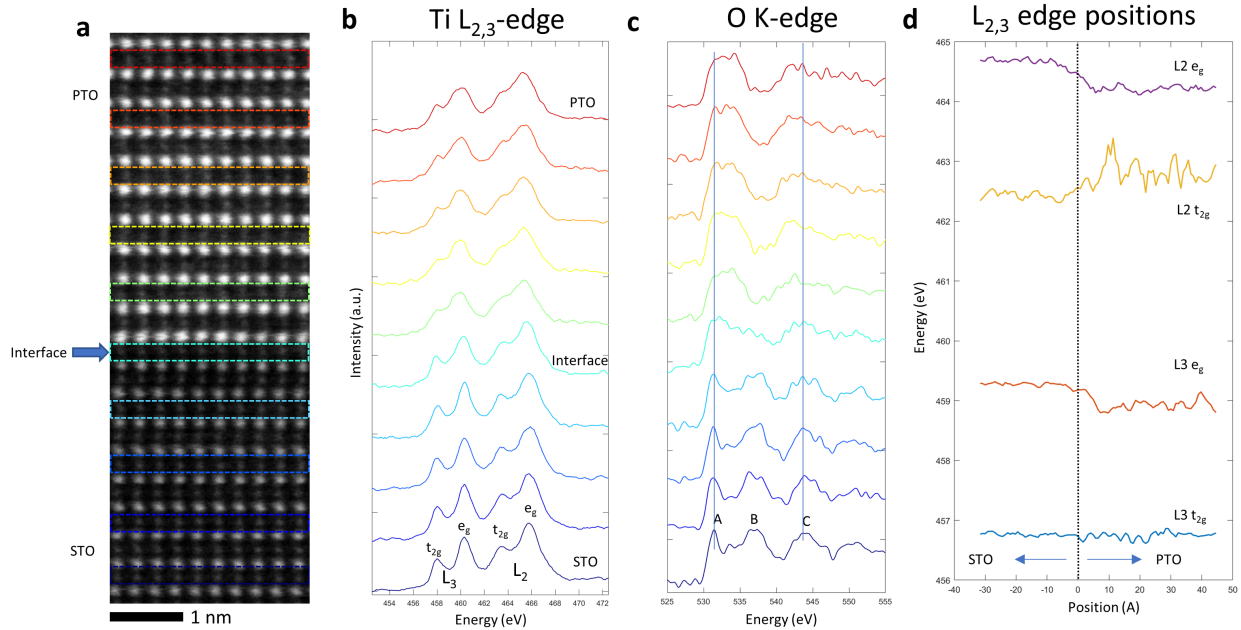 a
PTO
Interface
STO
1 nm
b
Ti L2,3-edge
PTO
Interface
STO
t2g
eg
t2g
eg
L3
L2
Intensity (a.u.)
454 456 458 460 462 464 466 468 470 472
Energy (eV)
c
O K-edge
A
B
C
525 530 535 540 545 550 555
Energy (eV)
d
L2,3 edge positions
465
464
463
462
461
460
459
458
457
456
Energy (eV)
L2 eg
L2 t2g
L3 eg
L3 t2g
STO
PTO
-40 -30 -20 -10 0 10 20 30 40 50
Position (A)